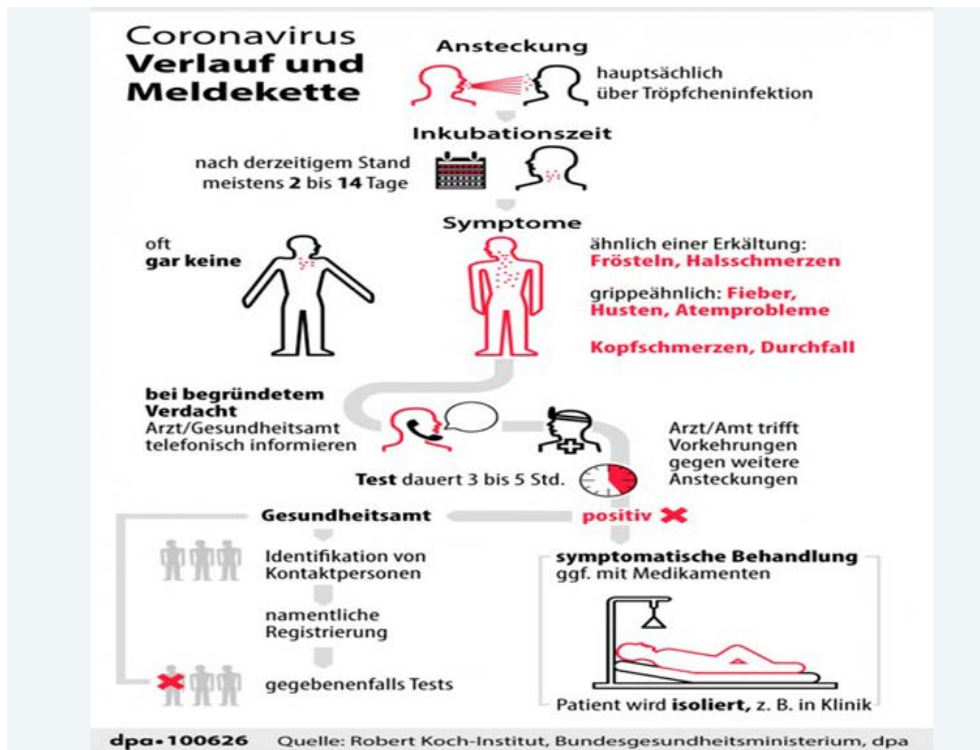 Coronavirus
Verlauf und
Meldekette
Ansteckung
hauptsächlich
über Tröpfcheninfektion
Inkubationszeit
nach derzeitigem Stand
meistens 2 bis 14 Tage
Symptome
oft
gar keine
ähnlich einer Erkältung:
Frösteln, Halsschmerzen
grippeähnlich: Fieber,
Husten, Atemprobleme
Kopfschmerzen, Durchfall
bei begründetem
Verdacht
Arzt/Gesundheitsamt
telefonisch informieren
Arzt/Amt trifft
Vorkehrungen
gegen weitere
Ansteckungen
Test dauert 3 bis 5 Std.
positiv
Gesundheitsamt
Identifikation von
Kontaktpersonen
namentliche
Registrierung
gegebenenfalls Tests
symptomatische Behandlung
ggf. mit Medikamenten
Patient wird isoliert, z. B. in Klinik
dpa•100626 Quelle: Robert Koch-Institut, Bundesgesundheitsministerium, dpa